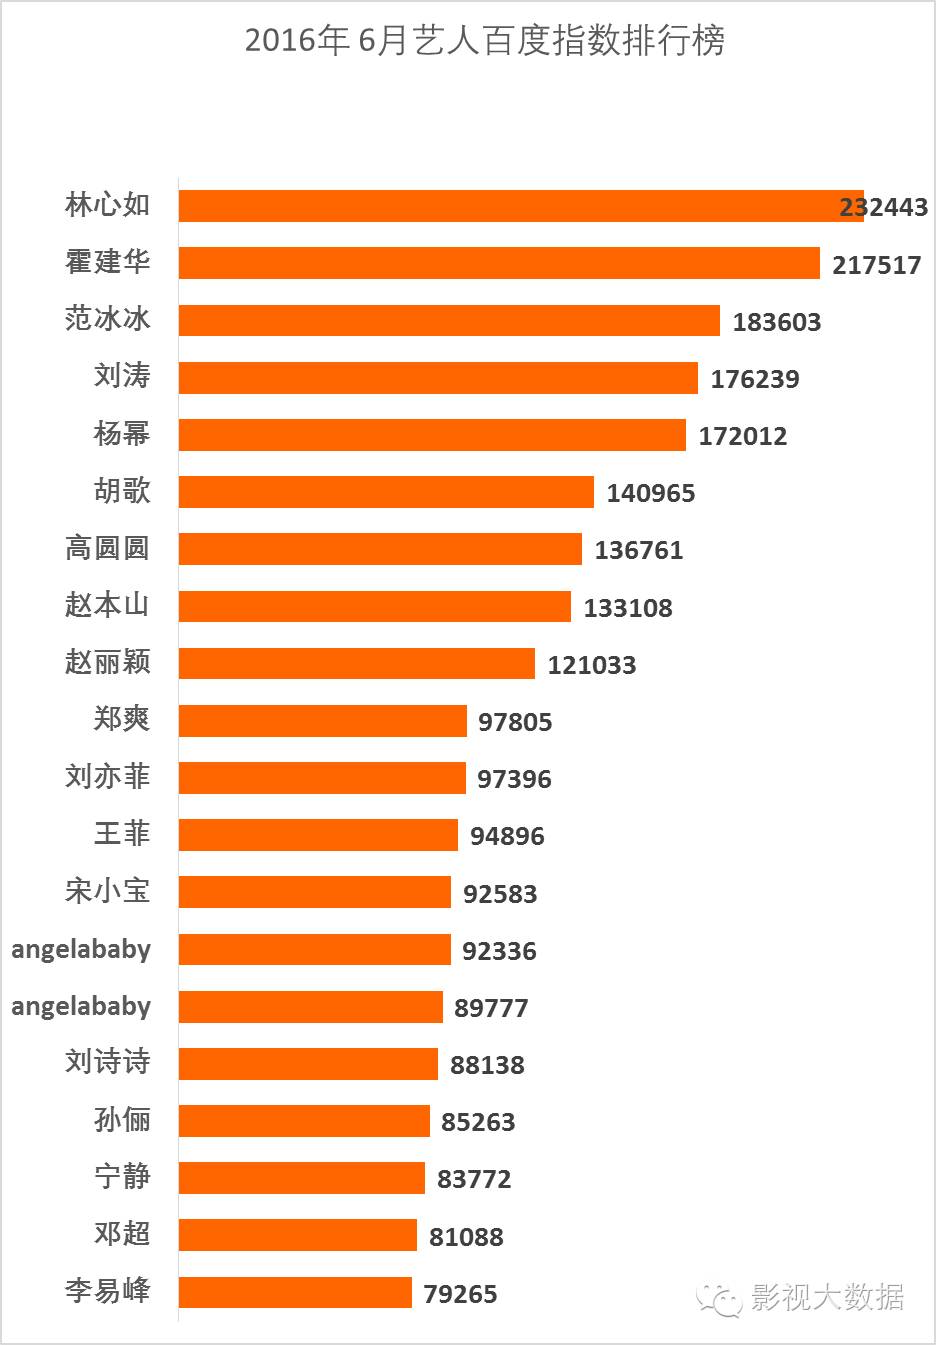 2016年 6月艺人百度指数排行榜
林心如 232443
霍建华 217517
范冰冰 183603
刘涛 176239
杨幂 172012
胡歌 140965
高圆圆 136761
赵本山 133108
赵丽颖 121033
郑爽 97805
刘亦菲 97396
王菲 94896
宋小宝 92583
angelababy 92336
angelababy 89777
刘诗诗 88138
孙俪 85263
宁静 83772
邓超 81088
李易峰 79265
影视大数据